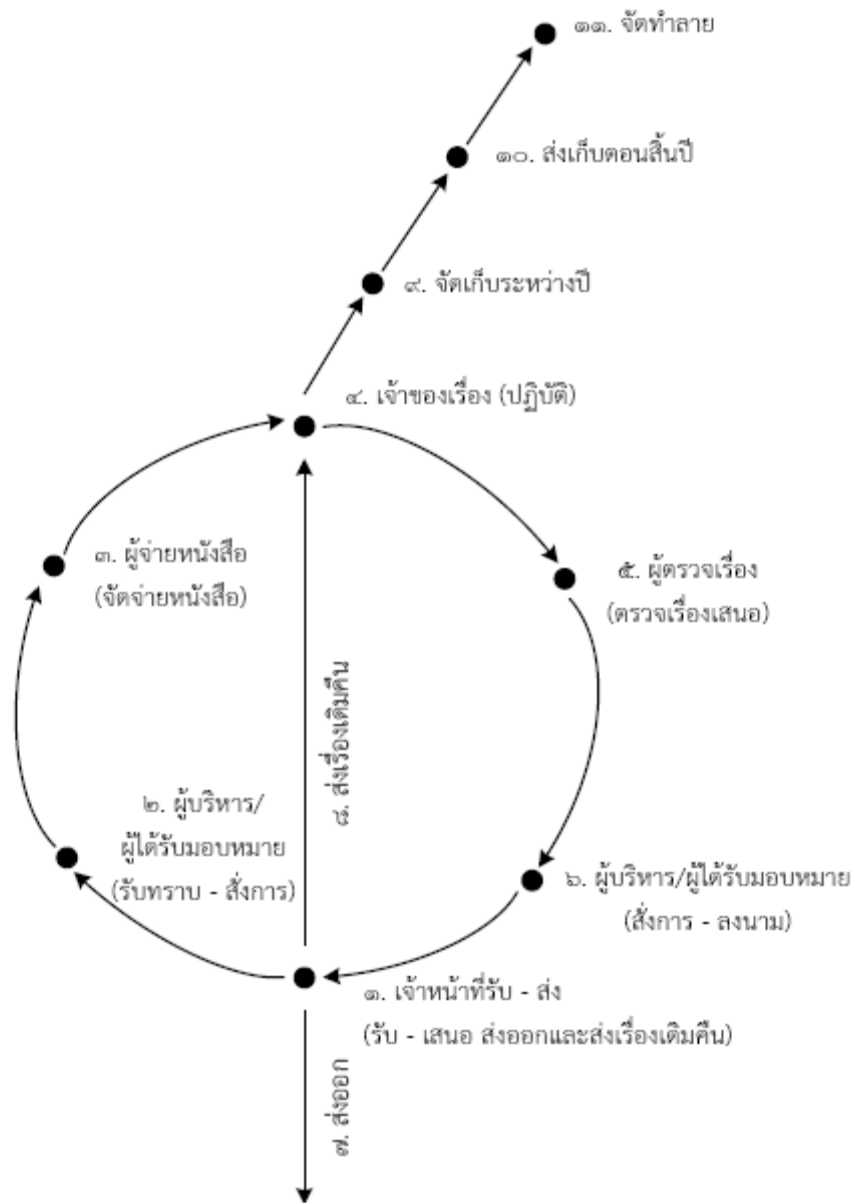 ๑๑. จัดทำลาย
๑๐. ส่งเก็บตอนสิ้นปี
๙. จัดเก็บระหว่างปี
๔. เจ้าของเรื่อง (ปฏิบัติ)
๓. ผู้จ่ายหนังสือ
(จัดจ่ายหนังสือ)
๕. ผู้ตรวจเรื่อง
(ตรวจเรื่องเสนอ)
๘. ส่งเรื่องเดิมคืน
๒. ผู้บริหาร/
ผู้ได้รับมอบหมาย
(รับทราบ - สั่งการ)
๖. ผู้บริหาร/ผู้ได้รับมอบหมาย
(สั่งการ - ลงนาม)
๑. เจ้าหน้าที่รับ - ส่ง
(รับ - เสนอ ส่งออกและส่งเรื่องเดิมคืน)
๗. ส่งออก